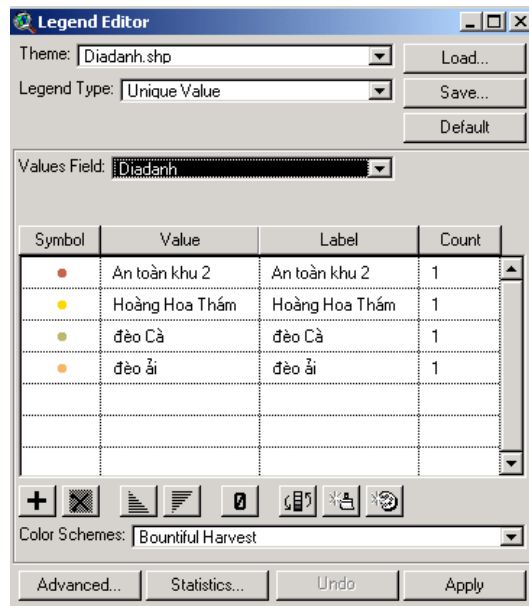 Legend Editor
Theme: Diadanh.shp
Load...
Legend Type: Unique Value
Save...
Default
Values Field: Diadanh
Symbol Value Label Count
An toàn khu 2 An toàn khu 2 1
Hoàng Hoa Thám Hoàng Hoa Thám 1
đèo Cà đèo Cà 1
đèo ải đèo ải 1
0
Color Schemes: Bountiful Harvest
Advanced... Statistics... Undo Apply